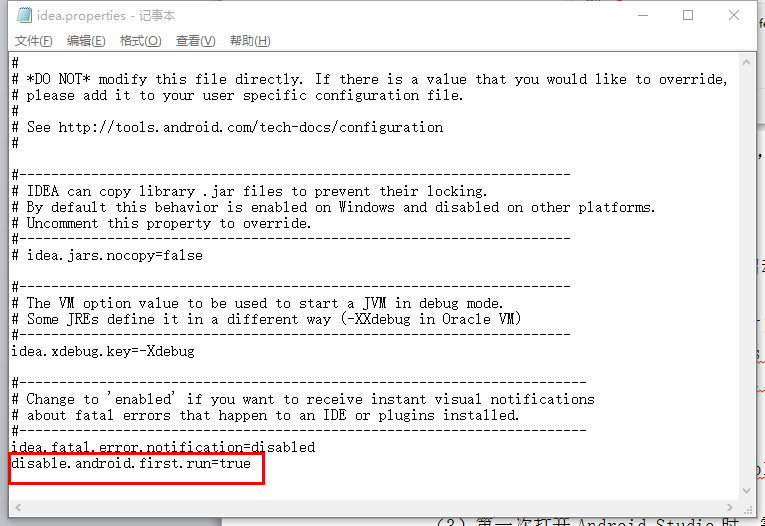 idea.properties - 记事本
文件(F) 编辑(E) 格式(O) 查看(V) 帮助(H)
#
# *DO NOT* modify this file directly. If there is a value that you would like to override,
# please add it to your user specific configuration file.
#
# See http://tools.android.com/tech-docs/configuration
#
#---------------------------------------------------------------------
# IDEA can copy library .jar files to prevent their locking.
# By default this behavior is enabled on Windows and disabled on other platforms.
# Uncomment this property to override.
#---------------------------------------------------------------------
# idea.jars.nocopy=false
#---------------------------------------------------------------------
# The VM option value to be used to start a JVM in debug mode.
# Some JREs define it in a different way (-XXdebug in Oracle VM)
#---------------------------------------------------------------------
idea.xdebug.key=-Xdebug
#-----------------------------------------------------------------------
# Change to 'enabled' if you want to receive instant visual notifications
# about fatal errors that happen to an IDE or plugins installed.
#-----------------------------------------------------------------------
idea.fatal.error.notification=disabled
disable.android.first.run=true
(3) 第一次打开 Android Studio 时